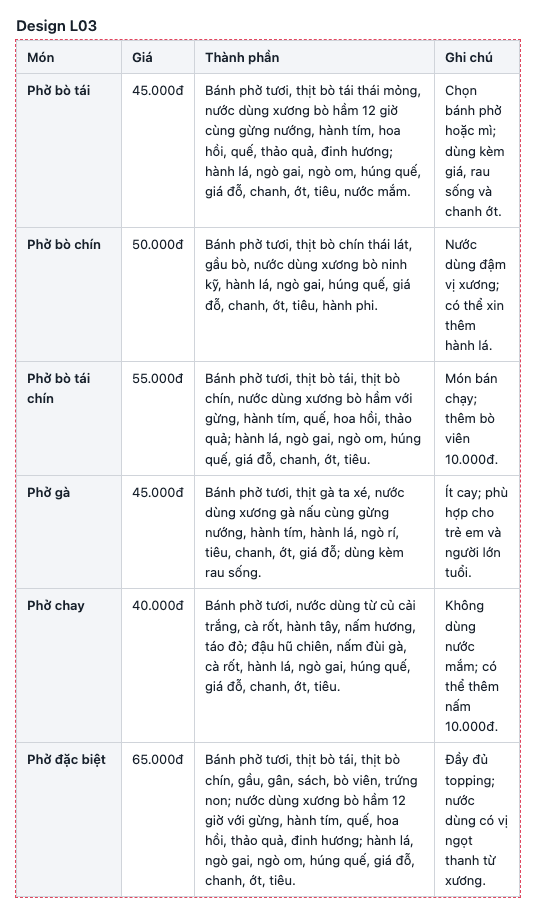 Design L03
Món Giá Thành phần Ghi chú
Phở bò tái
45.000đ
Bánh phở tươi, thịt bò tái thái mỏng,
nước dùng xương bò hầm 12 giờ
cùng gừng nướng, hành tím, hoa
hồi, quế, thảo quả, đinh hương;
hành lá, ngò gai, ngò om, húng quế,
giá đỗ, chanh, ớt, tiêu, nước mắm.
Chọn
bánh phở
hoặc mì;
dùng kèm
giá, rau
sống và
chanh ớt.
Phở bò chín
50.000đ
Bánh phở tươi, thịt bò chín thái lát,
gầu bò, nước dùng xương bò ninh
kỹ, hành lá, ngò gai, húng quế, giá
đỗ, chanh, ớt, tiêu, hành phi.
Nước
dùng đậm
vị xương;
có thể xin
thêm
hành lá.
Phở bò tái
chín
55.000đ
Bánh phở tươi, thịt bò tái, thịt bò
chín, nước dùng xương bò hầm với
gừng, hành tím, quế, hoa hồi, thảo
quả; hành lá, ngò gai, ngò om, húng
quế, giá đỗ, chanh, ớt, tiêu.
Món bán
chạy;
thêm bò
viên
10.000đ.
Phở gà
45.000đ
Bánh phở tươi, thịt gà ta xé, nước
dùng xương gà nấu cùng gừng
nướng, hành tím, hành lá, ngò rí,
tiêu, chanh, ớt, giá đỗ; dùng kèm
rau sống.
Ít cay; phù
hợp cho
trẻ em và
người lớn
tuổi.
Phở chay
40.000đ
Bánh phở tươi, nước dùng từ củ cải
trắng, cà rốt, hành tây, nấm hương,
táo đỏ; đậu hũ chiên, nấm đùi gà,
cà rốt, hành lá, ngò gai, húng quế,
giá đỗ, chanh, ớt, tiêu.
Không
dùng
nước
mắm; có
thể thêm
nấm
10.000đ.
Phở đặc biệt
65.000đ
Bánh phở tươi, thịt bò tái, thịt bò
chín, gầu, gân, sách, bò viên, trứng
non; nước dùng xương bò hầm 12
giờ với gừng, hành tím, quế, hoa
hồi, thảo quả, đinh hương; hành lá,
ngò gai, ngò om, húng quế, giá đỗ,
chanh, ớt, tiêu.
Đầy đủ
topping;
nước
dùng có vị
ngọt
thanh từ
xương.